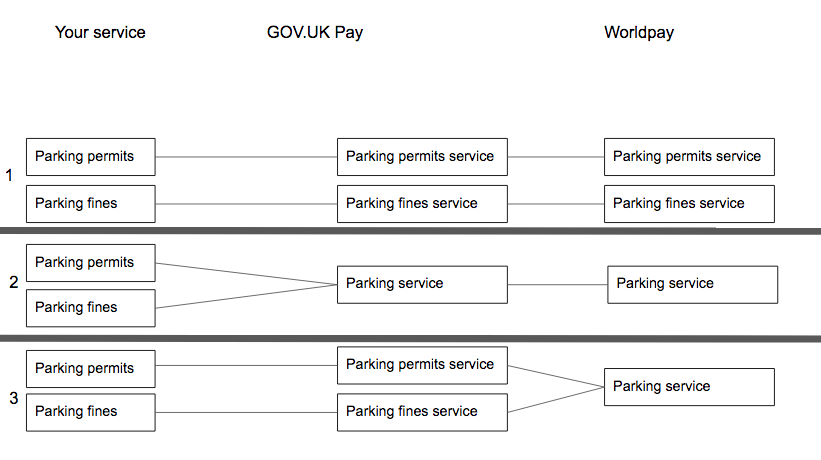 Your service GOV.UK Pay Worldpay
1
Parking permits Parking permits service Parking permits service
Parking fines Parking fines service Parking fines service
2
Parking permits
Parking service Parking service
Parking fines
3
Parking permits Parking permits service
Parking service
Parking fines Parking fines service